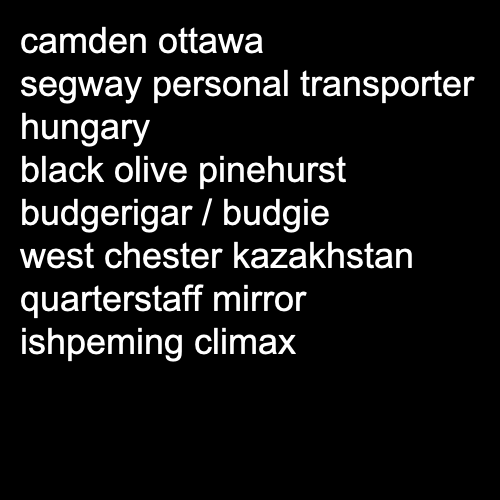 camden ottawa
segway personal transporter
hungary
black olive pinehurst
budgerigar / budgie
west chester kazakhstan
quarterstaff mirror
ishpeming climax